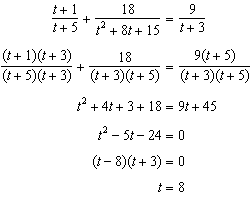 (t+1)/(t+5) + 18/(t² + 8t + 15) = 9/(t+3)
((t+1)(t+3))/((t+5)(t+3)) + 18/((t+3)(t+5)) = 9(t+5)/((t+3)(t+5))
t² + 4t + 3 + 18 = 9t + 45
t² − 5t − 24 = 0
(t − 8)(t + 3) = 0
t = 8